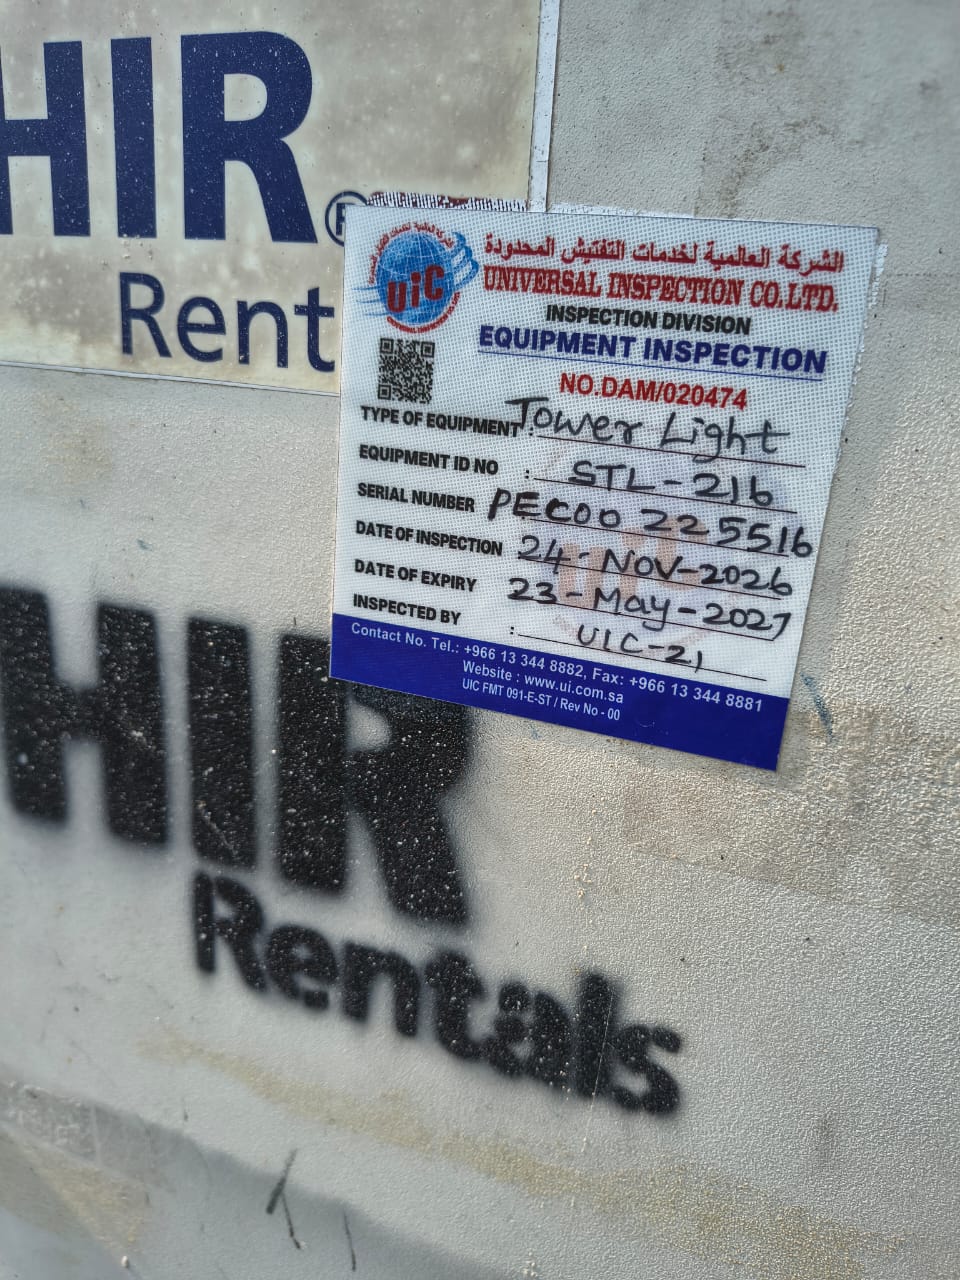 HIR
Rent
الشركة العالمية لخدمات التفتيش المحدودة
UNIVERSAL INSPECTION CO.LTD.
UiC
INSPECTION DIVISION
EQUIPMENT INSPECTION
NO.DAM/020474
TYPE OF EQUIPMENT : Tower Light
EQUIPMENT ID NO : STL-216
SERIAL NUMBER PEC00225516
DATE OF INSPECTION 24-Nov-2026
DATE OF EXPIRY 23-May-2027
INSPECTED BY : UIC-21
Contact No. Tel.: +966 13 344 8882, Fax: +966 13 344 8881
Website : www.ui.com.sa
UIC FMT 091-E-ST / Rev No - 00
HIR
Rentals